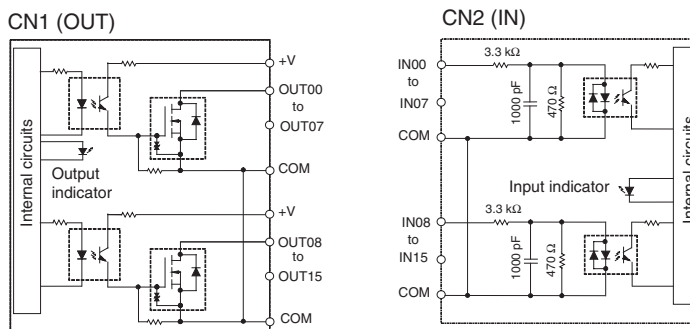 CN1 (OUT)
Internal circuits
+V
OUT00
to
OUT07
COM
Output
indicator
+V
OUT08
to
OUT15
COM
CN2 (IN)
IN00
to
IN07
COM
3.3 kΩ
1000 pF
470 Ω
Input indicator
IN08
to
IN15
COM
3.3 kΩ
1000 pF
470 Ω
Internal circuits